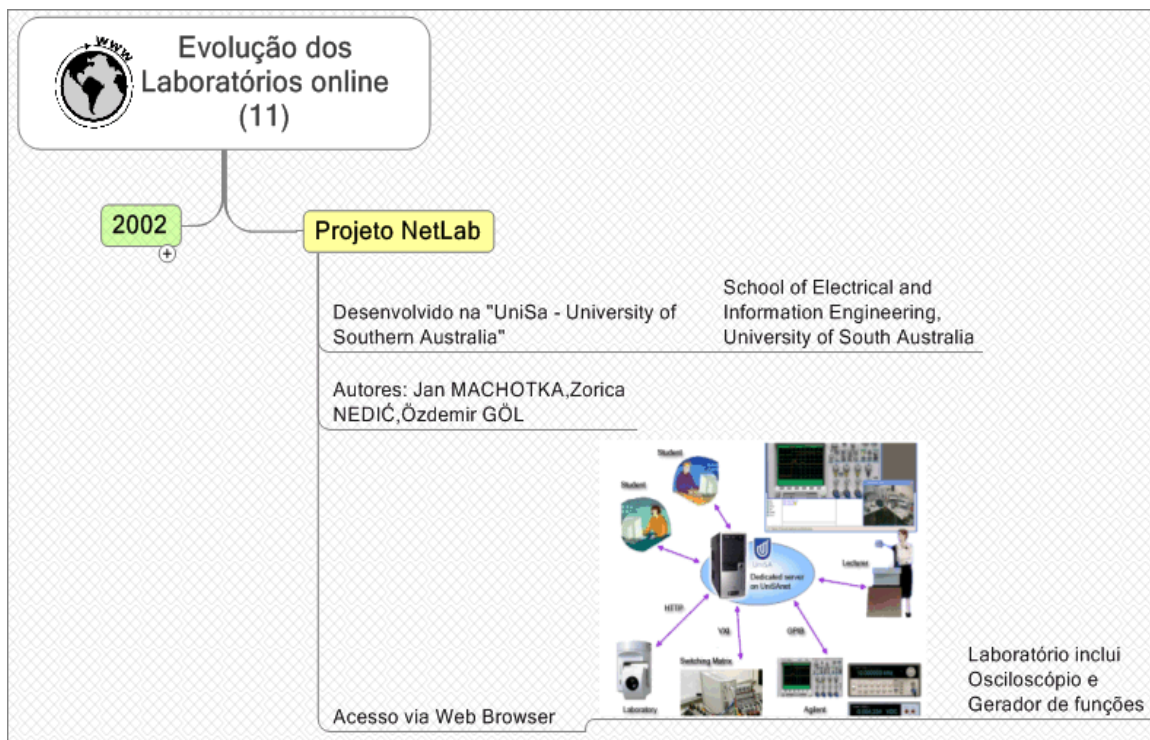 www
Evolução dos
Laboratórios online
(11)
2002
Projeto NetLab
Desenvolvido na "UniSa - University of
Southern Australia"
School of Electrical and
Information Engineering,
University of South Australia
Autores: Jan MACHOTKA,Zorica
NEDIĆ,Özdemir GÖL
Student
Student
UniSA
Dedicated server
on UniSAnet
Lecturer
HTTP
VXI
GPIB
Switching Matrix
Laboratory
Agilent
Laboratório inclui
Osciloscópio e
Gerador de funções
Acesso via Web Browser